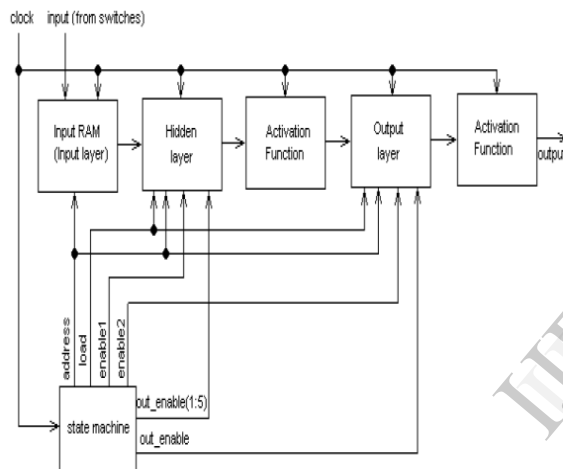 clock
input (from switches)
Input RAM
(Input layer)
Hidden
layer
Activation
Function
Output
layer
Activation
Function
output
address
load
enable1
enable2
out_enable(1:5)
state machine
out_enable